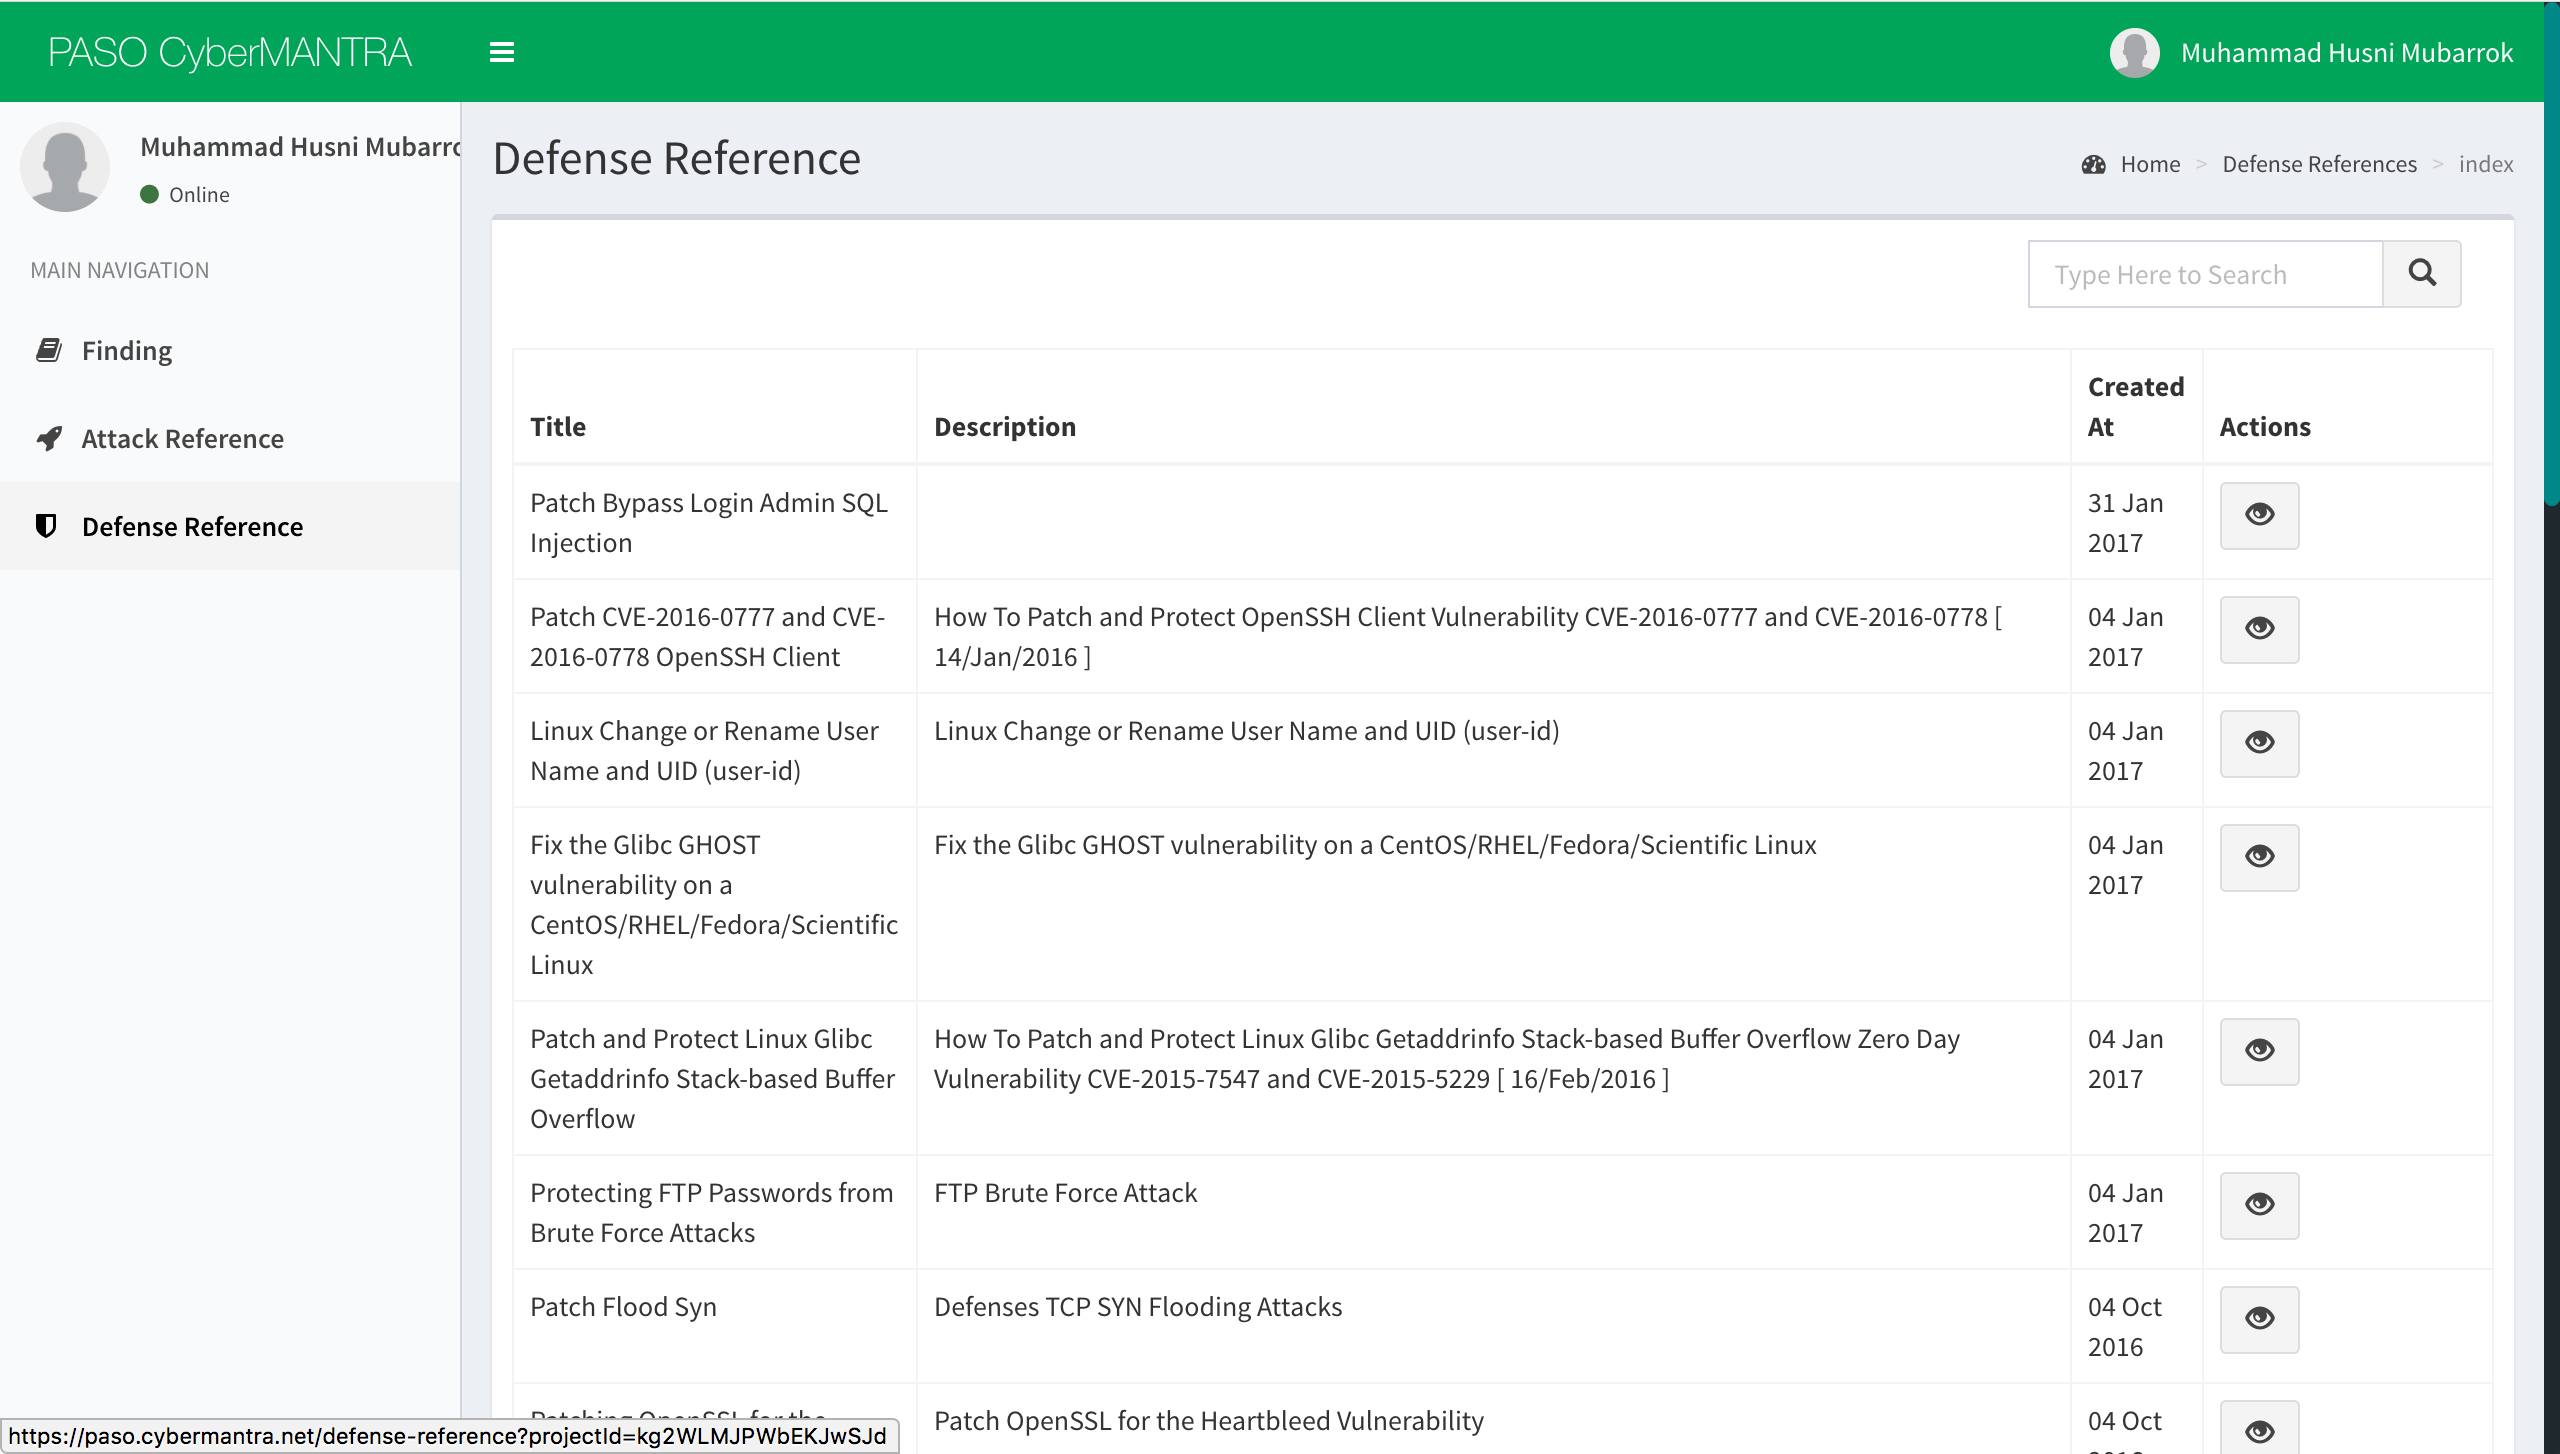 PASO CyberMANTRA
Muhammad Husni Mubarrok
Muhammad Husni Mubarro
Online
MAIN NAVIGATION
Finding
Attack Reference
Defense Reference
Defense Reference
Home > Defense References > index
Type Here to Search
Title
Description
Created
At
Actions
Patch Bypass Login Admin SQL
Injection
31 Jan
2017
Patch CVE-2016-0777 and CVE-
2016-0778 OpenSSH Client
How To Patch and Protect OpenSSH Client Vulnerability CVE-2016-0777 and CVE-2016-0778 [
14/Jan/2016 ]
04 Jan
2017
Linux Change or Rename User
Name and UID (user-id)
Linux Change or Rename User Name and UID (user-id)
04 Jan
2017
Fix the Glibc GHOST
vulnerability on a
CentOS/RHEL/Fedora/Scientific
Linux
Fix the Glibc GHOST vulnerability on a CentOS/RHEL/Fedora/Scientific Linux
04 Jan
2017
Patch and Protect Linux Glibc
Getaddrinfo Stack-based Buffer
Overflow
How To Patch and Protect Linux Glibc Getaddrinfo Stack-based Buffer Overflow Zero Day
Vulnerability CVE-2015-7547 and CVE-2015-5229 [ 16/Feb/2016 ]
04 Jan
2017
Protecting FTP Passwords from
Brute Force Attacks
FTP Brute Force Attack
04 Jan
2017
Patch Flood Syn
Defenses TCP SYN Flooding Attacks
04 Oct
2016
Patching OpenSSL for the
Patch OpenSSL for the Heartbleed Vulnerability
04 Oct
https://paso.cybermantra.net/defense-reference?projectId=kg2WLMJPWbEKJwSJd